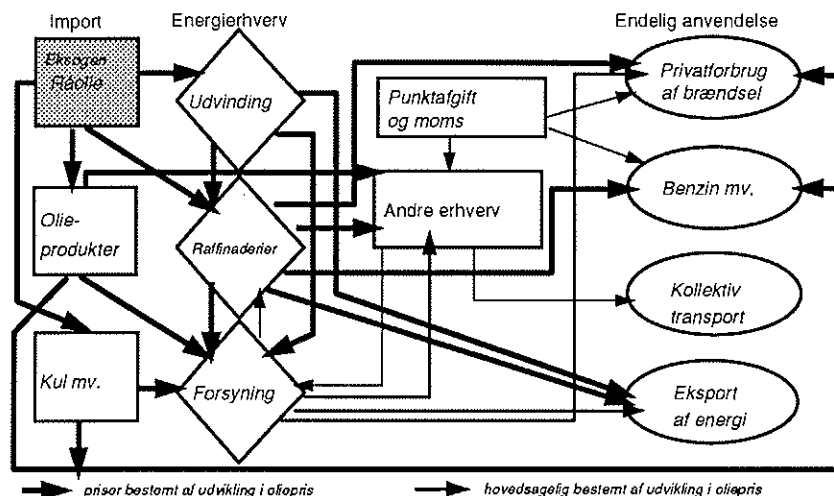 Import
Energierhverv
Endelig anvendelse
Eksogen
Råolie
Udvinding
Punktafgift
og moms
Privatforbrug
af brændsel
Olie-
produkter
Raffinaderier
Andre erhverv
Benzin mv.
Kollektiv
transport
Kul mv.
Forsyning
Eksport
af energi
priser bestemt af udvikling i oliepris
hovedsagelig bestemt af udvikling i oliepris